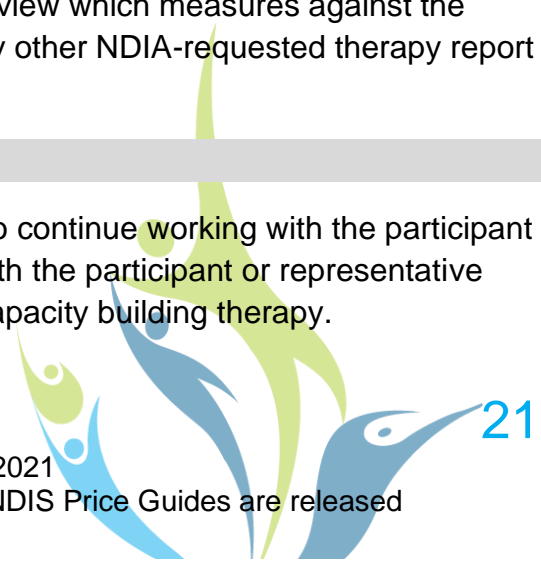 view which measures against the
y other NDIA-requested therapy report
o continue working with the participant
th the participant or representative
apacity building therapy.
21
2021
NDIS Price Guides are released